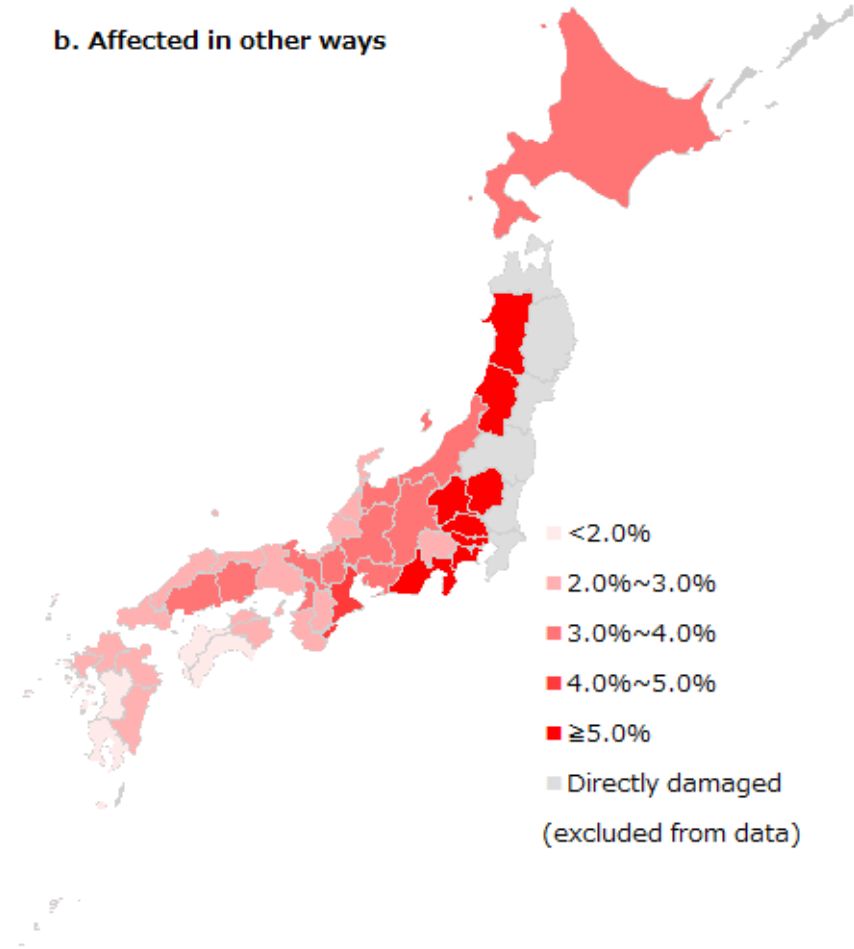 b. Affected in other ways
<2.0%
2.0%~3.0%
3.0%~4.0%
4.0%~5.0%
≧5.0%
Directly damaged
(excluded from data)